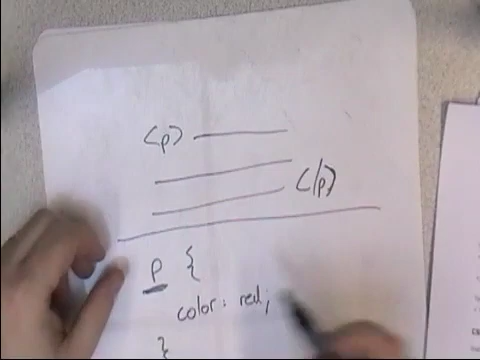 <p>
</p>
p {
color: red;
}